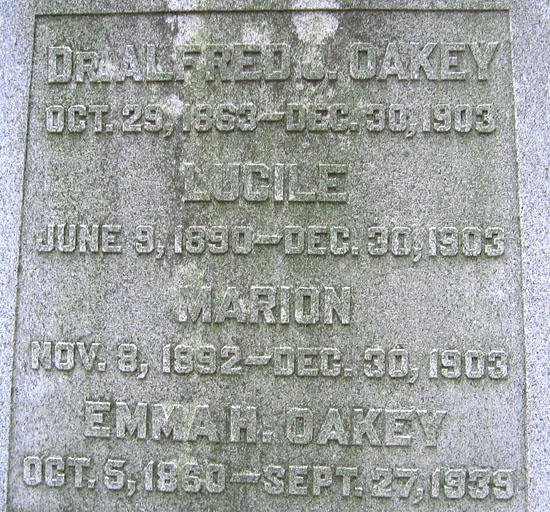 DR. ALFRED J. OAKEY
OCT. 29, 1863–DEC. 30, 1903
LUCILE
JUNE 9, 1890–DEC. 30, 1903
MARION
NOV. 8, 1892–DEC. 30, 1903
EMMA H. OAKEY
OCT. 5, 1860–SEPT. 27, 1939